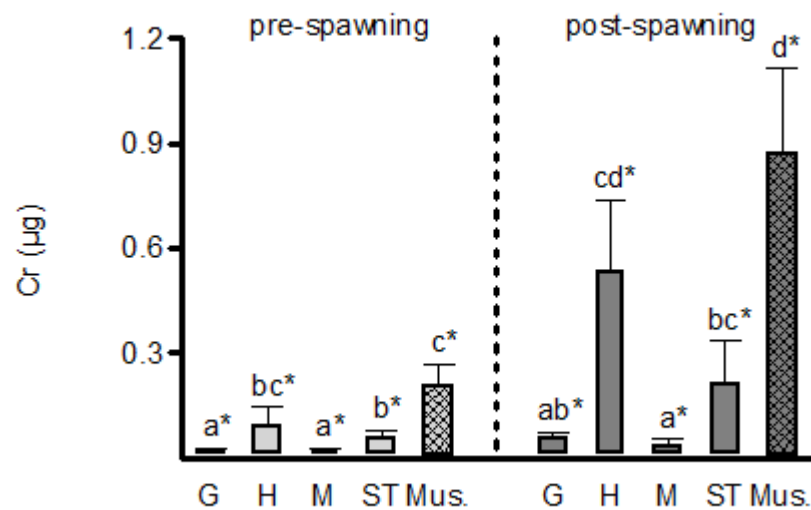 pre-spawning post-spawning
1.2
0.9
0.6
0.3
Cr (µg)
a* bc* a* b* c* ab* cd* a* bc* d*
G H M ST Mus. G H M ST Mus.